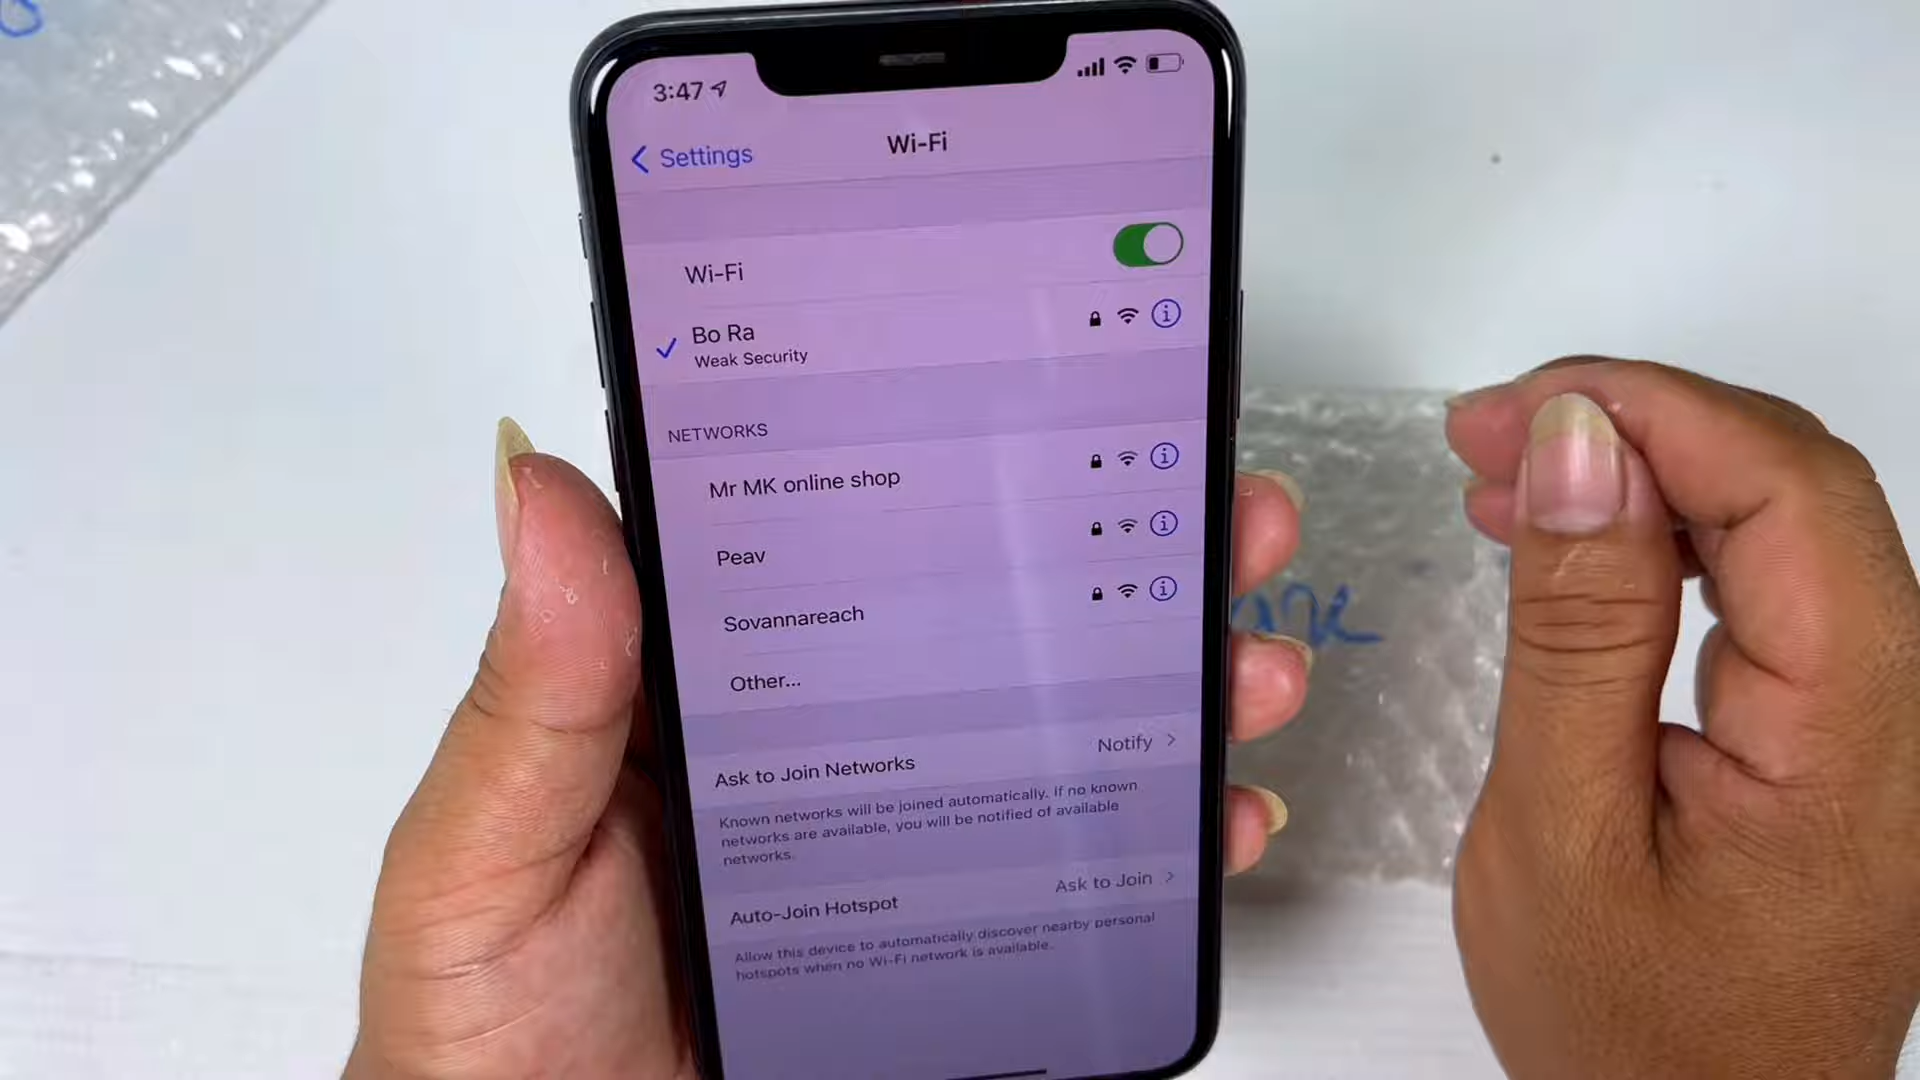 3:47
Settings
Wi-Fi
Wi-Fi
Bo Ra
Weak Security
NETWORKS
Mr MK online shop
Peav
Sovannareach
Other...
Ask to Join Networks
Notify
Known networks will be joined automatically. If no known
networks are available, you will be notified of available
networks.
Auto-Join Hotspot
Ask to Join
Allow this device to automatically discover nearby personal
hotspots when no Wi-Fi network is available.